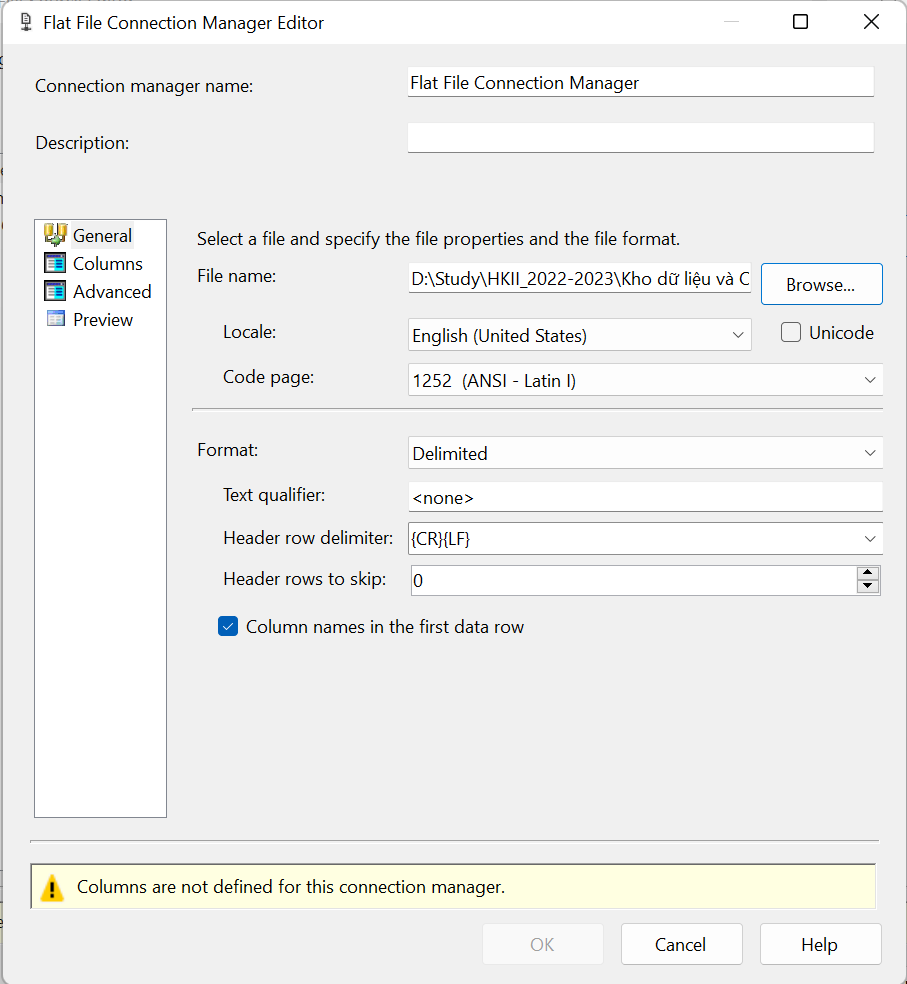 Flat File Connection Manager Editor
Connection manager name: Flat File Connection Manager
Description:
General
Columns
Advanced
Preview
Select a file and specify the file properties and the file format.
File name: D:\Study\HKII_2022-2023\Kho dữ liệu và C Browse...
Locale: English (United States) Unicode
Code page: 1252 (ANSI - Latin I)
Format: Delimited
Text qualifier: <none>
Header row delimiter: {CR}{LF}
Header rows to skip: 0
Column names in the first data row
Columns are not defined for this connection manager.
OK Cancel Help